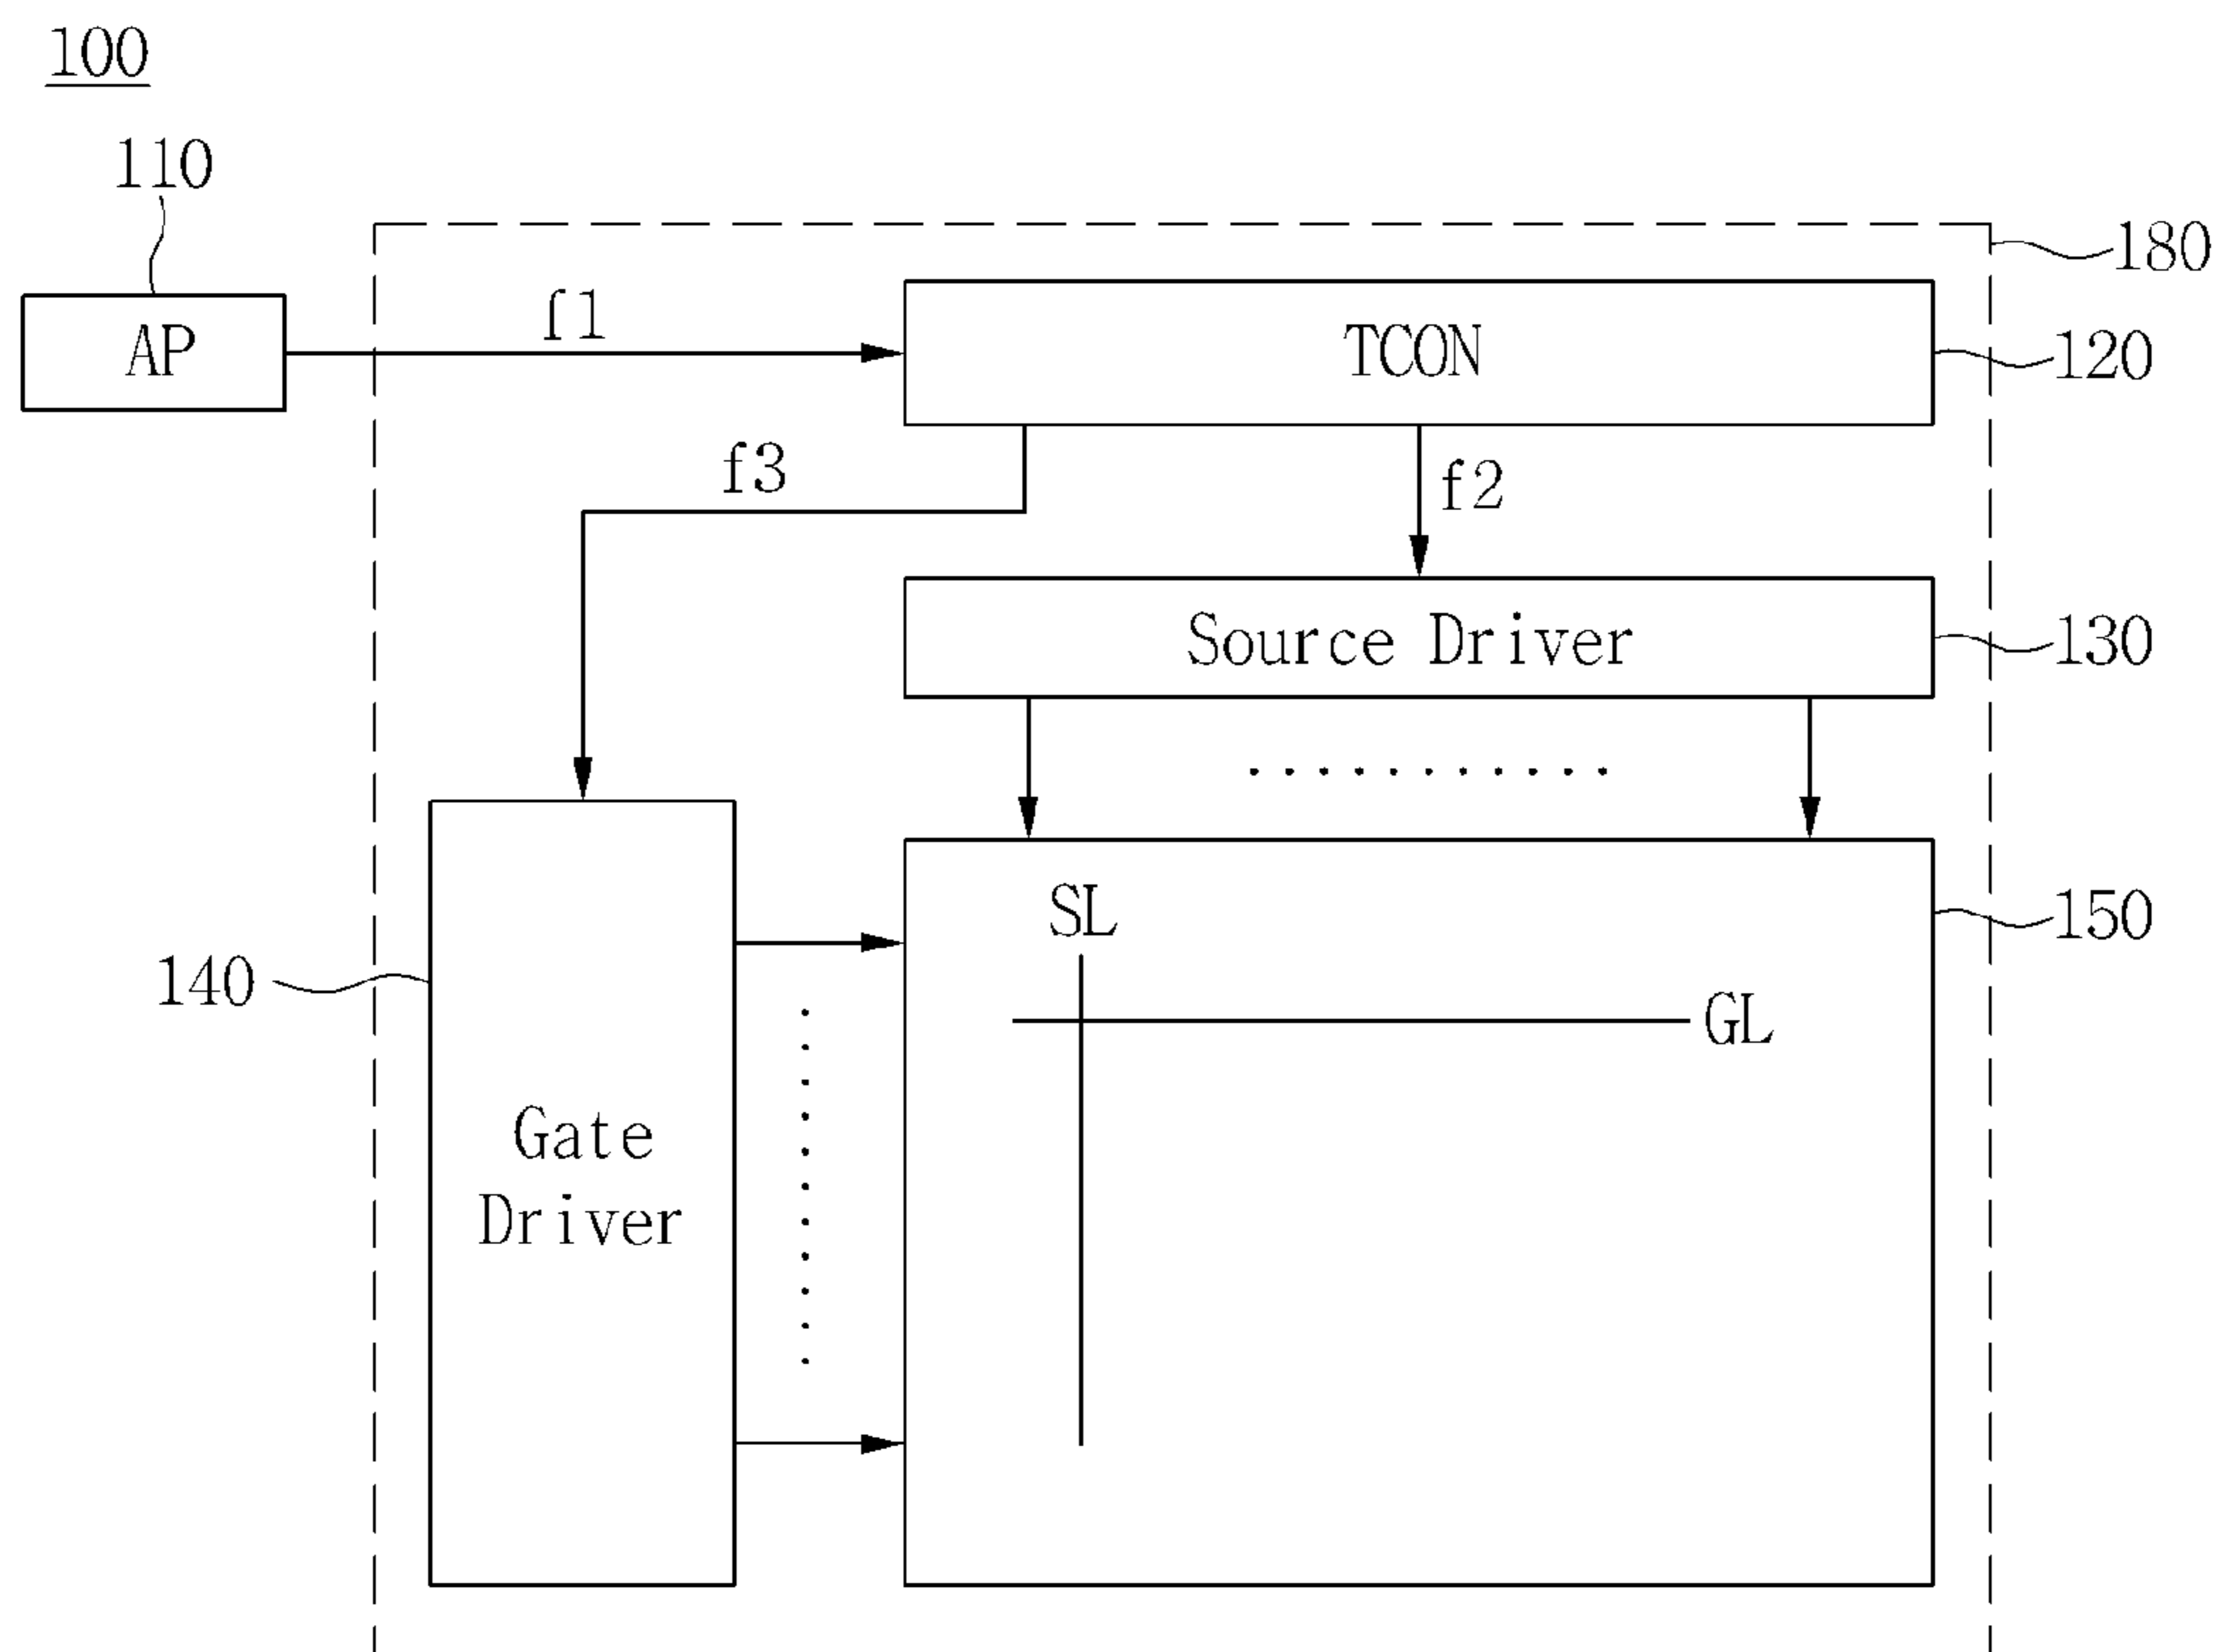 100
110
180
f1
AP
TCON
120
f3
f2
Source Driver
130
SL
150
140
GL
Gate
Driver